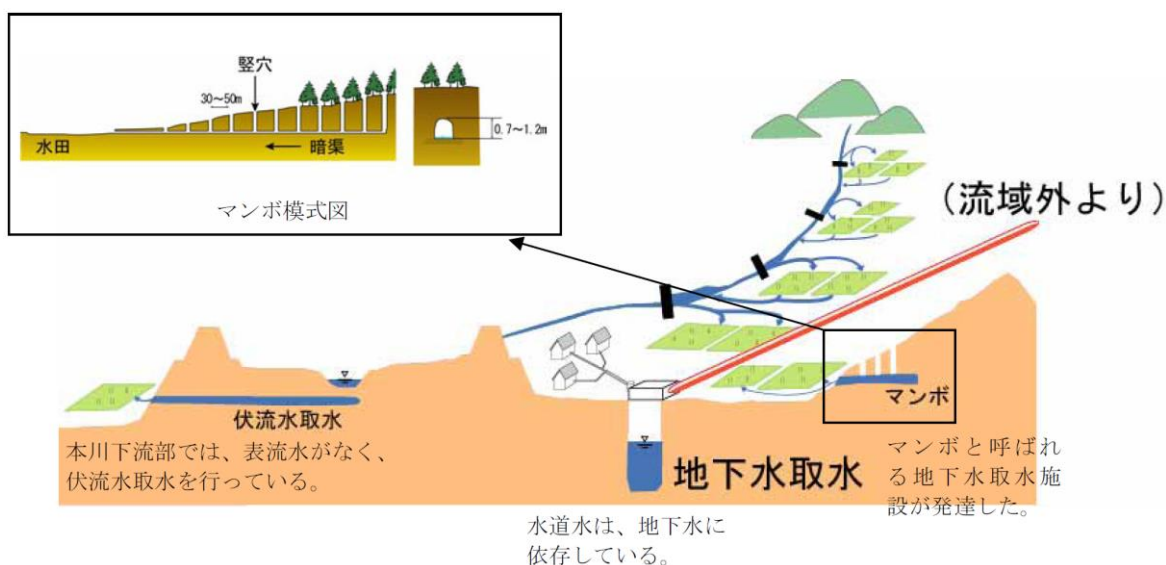 竪穴
30～50m
0.7～1.2m
水田
暗渠
マンボ模式図
(流域外より)
マンボ
伏流水取水
本川下流部では、表流水がなく、
伏流水取水を行っている。
地下水取水
マンボと呼ばれ
る地下水取水施
設が発達した。
水道水は、地下水に
依存している。